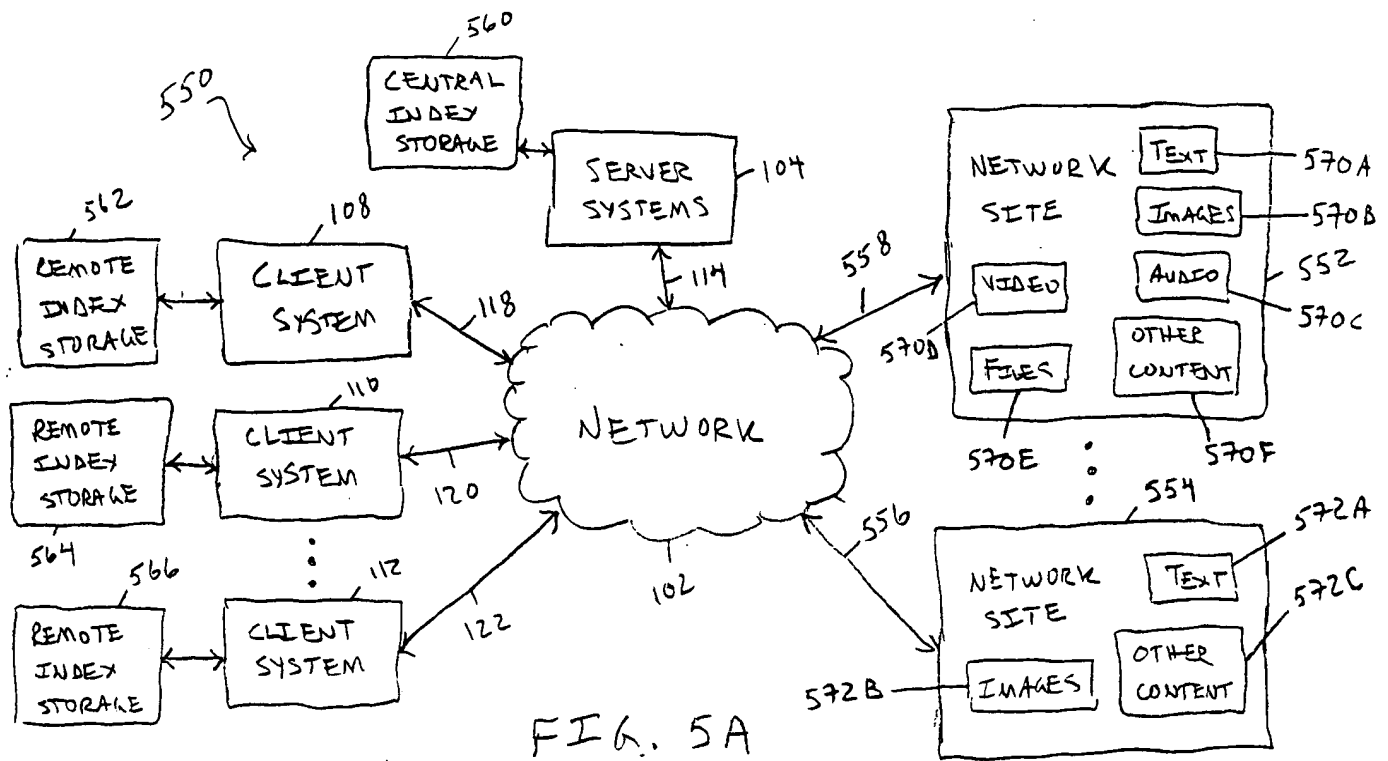 560
550
CENTRAL
INDEX
STORAGE
SERVER
SYSTEMS
104
562
108
REMOTE
INDEX
STORAGE
CLIENT
SYSTEM
118
114
558
NETWORK
SITE
TEXT
570A
IMAGES
570B
552
VIDEO
AUDIO
570C
570D
FILES
OTHER
CONTENT
570E
570F
110
REMOTE
INDEX
STORAGE
CLIENT
SYSTEM
120
564
NETWORK
102
566
112
REMOTE
INDEX
STORAGE
CLIENT
SYSTEM
122
556
554
572A
NETWORK
SITE
TEXT
572C
572B
IMAGES
OTHER
CONTENT
FIG. 5A